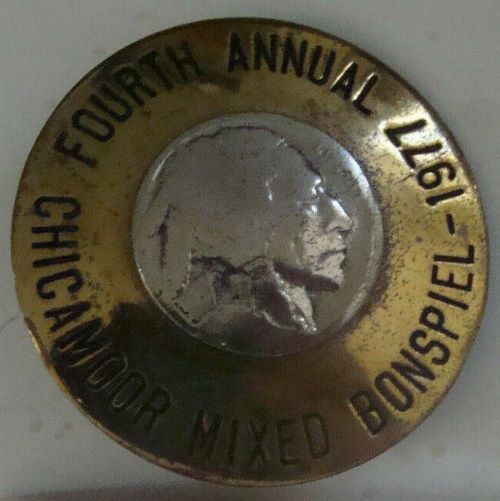 FOURTH ANNUAL 1977 -
CHICAMOOR MIXED BONSPIEL